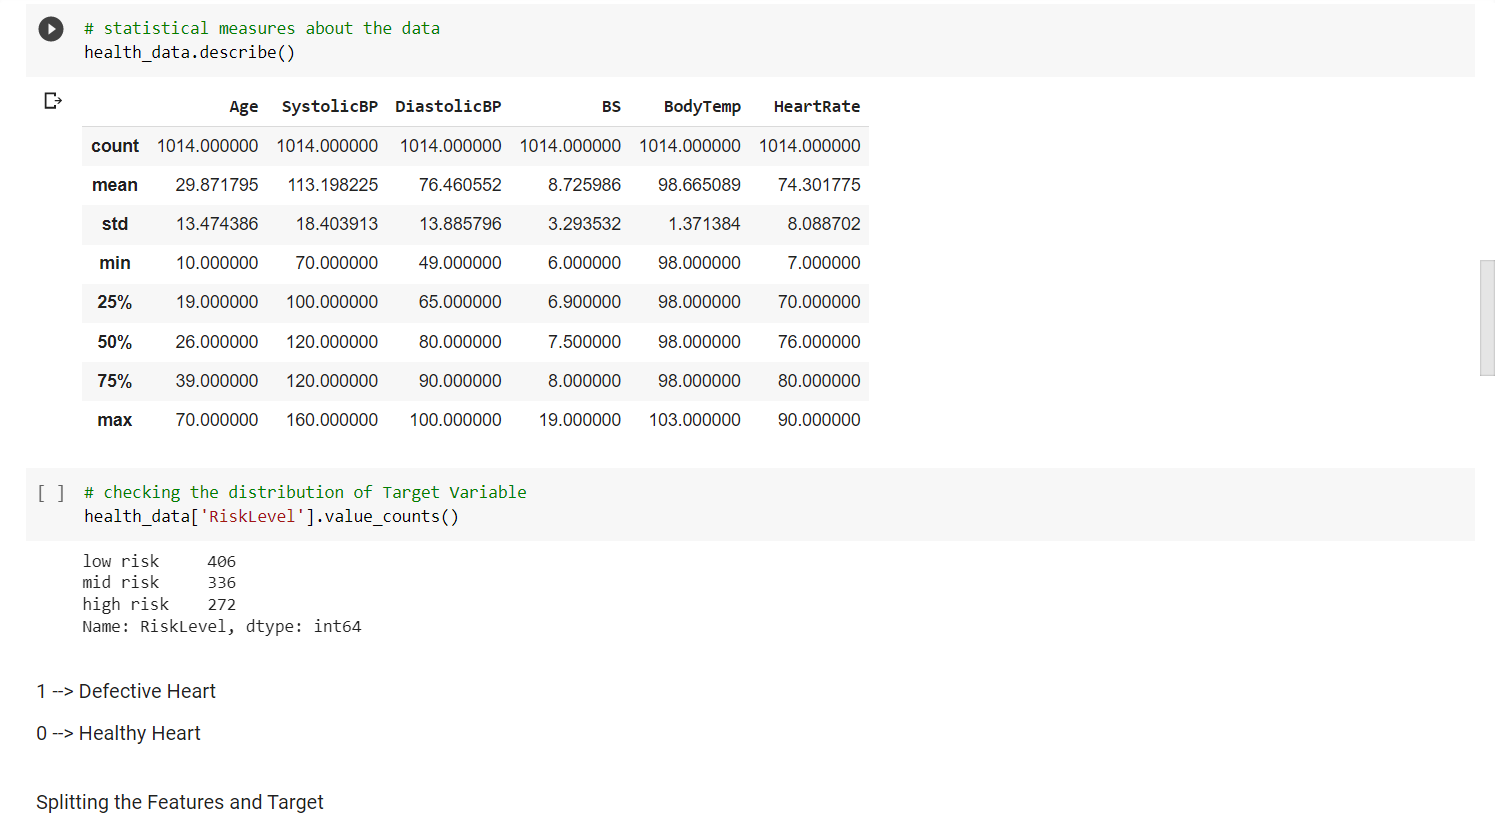 # statistical measures about the data
health_data.describe()
Age SystolicBP DiastolicBP BS BodyTemp HeartRate
count 1014.000000 1014.000000 1014.000000 1014.000000 1014.000000 1014.000000
mean 29.871795 113.198225 76.460552 8.725986 98.665089 74.301775
std 13.474386 18.403913 13.885796 3.293532 1.371384 8.088702
min 10.000000 70.000000 49.000000 6.000000 98.000000 7.000000
25% 19.000000 100.000000 65.000000 6.900000 98.000000 70.000000
50% 26.000000 120.000000 80.000000 7.500000 98.000000 76.000000
75% 39.000000 120.000000 90.000000 8.000000 98.000000 80.000000
max 70.000000 160.000000 100.000000 19.000000 103.000000 90.000000
[ ] # checking the distribution of Target Variable
health_data['RiskLevel'].value_counts()
low risk 406
mid risk 336
high risk 272
Name: RiskLevel, dtype: int64
1 --> Defective Heart
0 --> Healthy Heart
Splitting the Features and Target